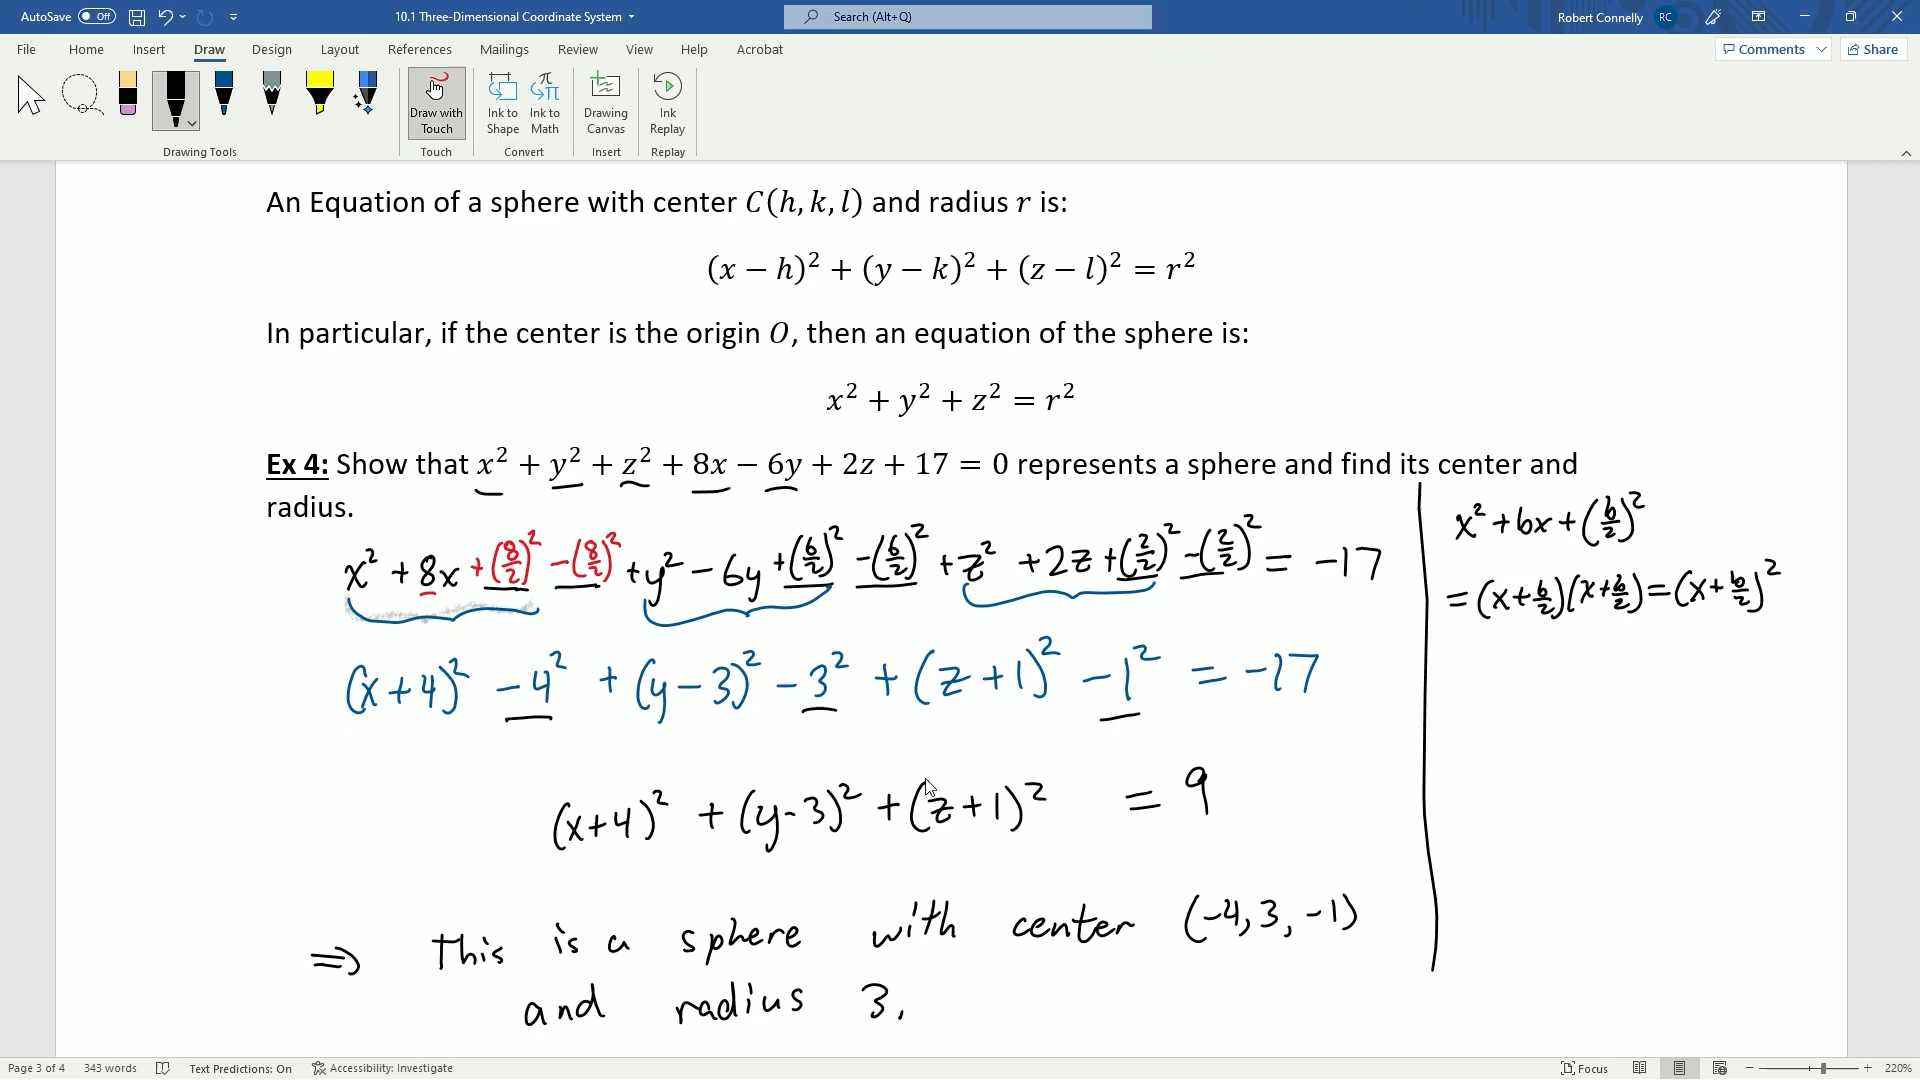 AutoSave Off 10.1 Three-Dimensional Coordinate System Search (Alt+Q) Robert Connelly RC
File Home Insert Draw Design Layout References Mailings Review View Help Acrobat Comments Share
Draw with Touch Ink to Shape Ink to Math Drawing Canvas Ink Replay
Drawing Tools Touch Convert Insert Replay
An Equation of a sphere with center C(h, k, l) and radius r is:
(x − h)² + (y − k)² + (z − l)² = r²
In particular, if the center is the origin O, then an equation of the sphere is:
x² + y² + z² = r²
Ex 4: Show that x² + y² + z² + 8x − 6y + 2z + 17 = 0 represents a sphere and find its center and
radius.
x² + 8x + (8/2)² − (8/2)² + y² − 6y + (6/2)² − (6/2)² + z² + 2z + (2/2)² − (2/2)² = −17
(x+4)² − 4² + (y−3)² − 3² + (z+1)² − 1² = −17
(x+4)² + (y-3)² + (z+1)² = 9
⇒ This is a sphere with center (-4, 3, -1)
and radius 3.
x² + bx + (b/2)²
= (x+b/2)(x+b/2) = (x+b/2)²
Page 3 of 4 343 words Text Predictions: On Accessibility: Investigate Focus 220%